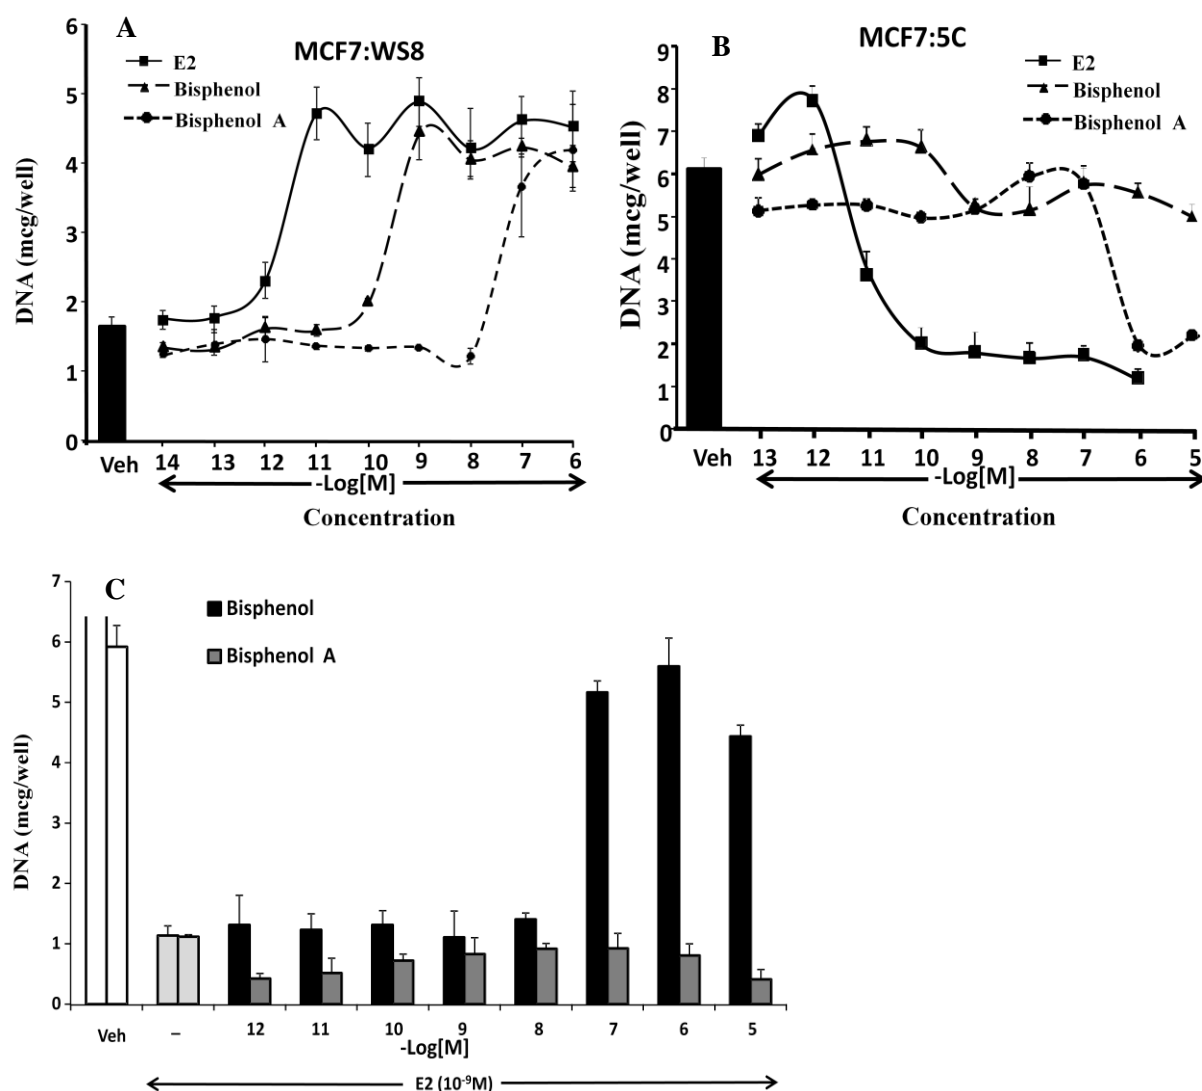 A
MCF7:WS8
E2
Bisphenol
Bisphenol A
DNA (mcg/well)
6
5
4
3
2
1
0
Veh 14 13 12 11 10 9 8 7 6
-Log[M]
Concentration
B
MCF7:5C
E2
Bisphenol
Bisphenol A
DNA (mcg/well)
9
8
7
6
5
4
3
2
1
0
Veh 13 12 11 10 9 8 7 6 5
-Log[M]
Concentration
C
Bisphenol
Bisphenol A
DNA (mcg/well)
7
6
5
4
3
2
1
0
Veh – 12 11 10 9 8 7 6 5
-Log[M]
E2 (10⁻⁹M)